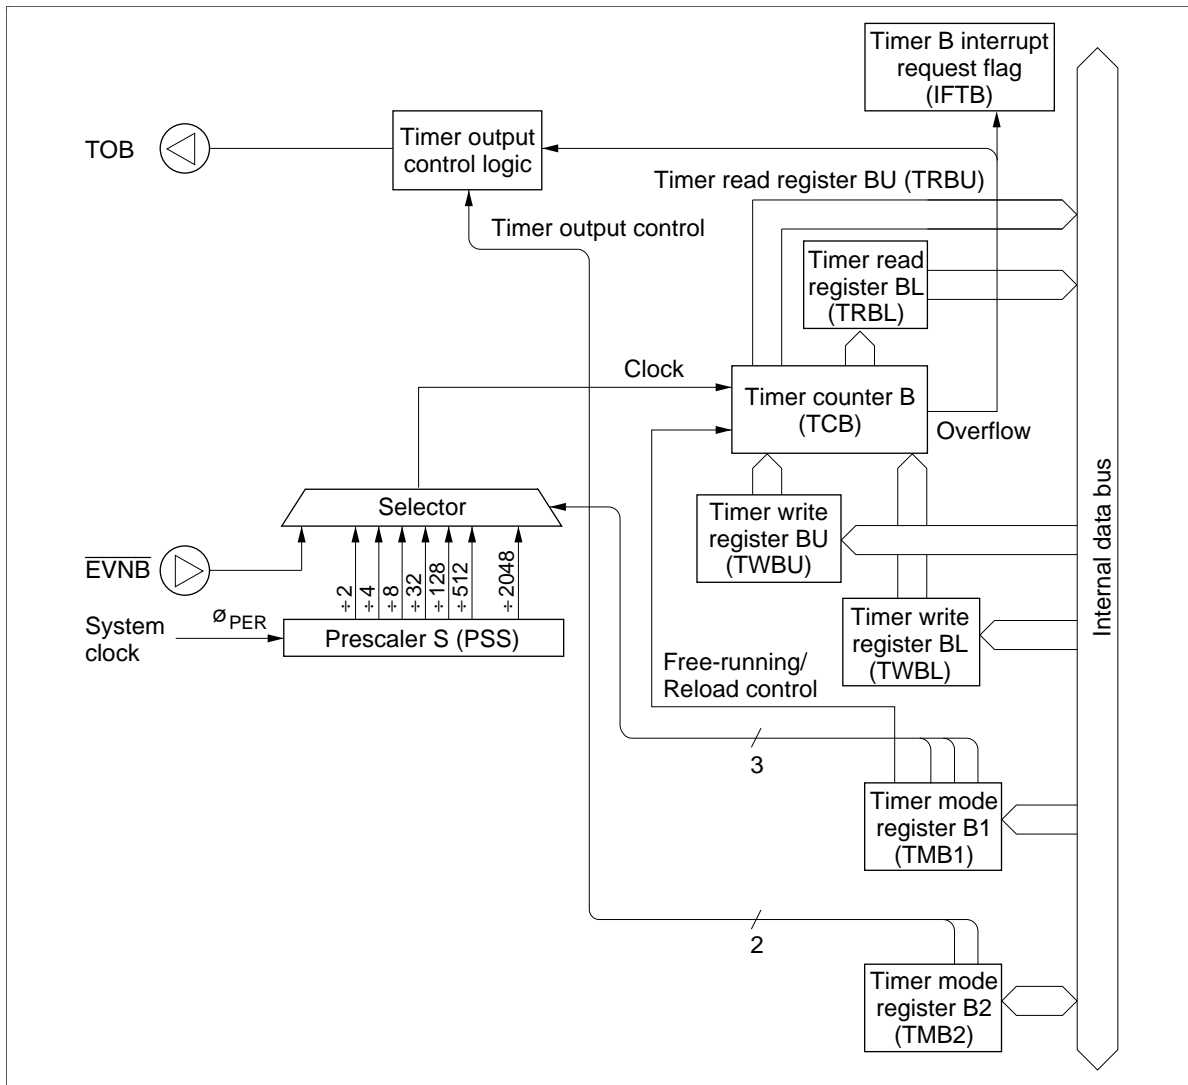 Timer B interrupt
request flag
(IFTB)
TOB
Timer output
control logic
Timer read register BU (TRBU)
Timer output control
Timer read
register BL
(TRBL)
Clock
Timer counter B
(TCB)
Overflow
Selector
Timer write
register BU
(TWBU)
EVNB
÷2
÷4
÷8
÷32
÷128
÷512
÷2048
Internal data bus
System
clock
øPER
Prescaler S (PSS)
Timer write
register BL
(TWBL)
Free-running/
Reload control
3
Timer mode
register B1
(TMB1)
2
Timer mode
register B2
(TMB2)